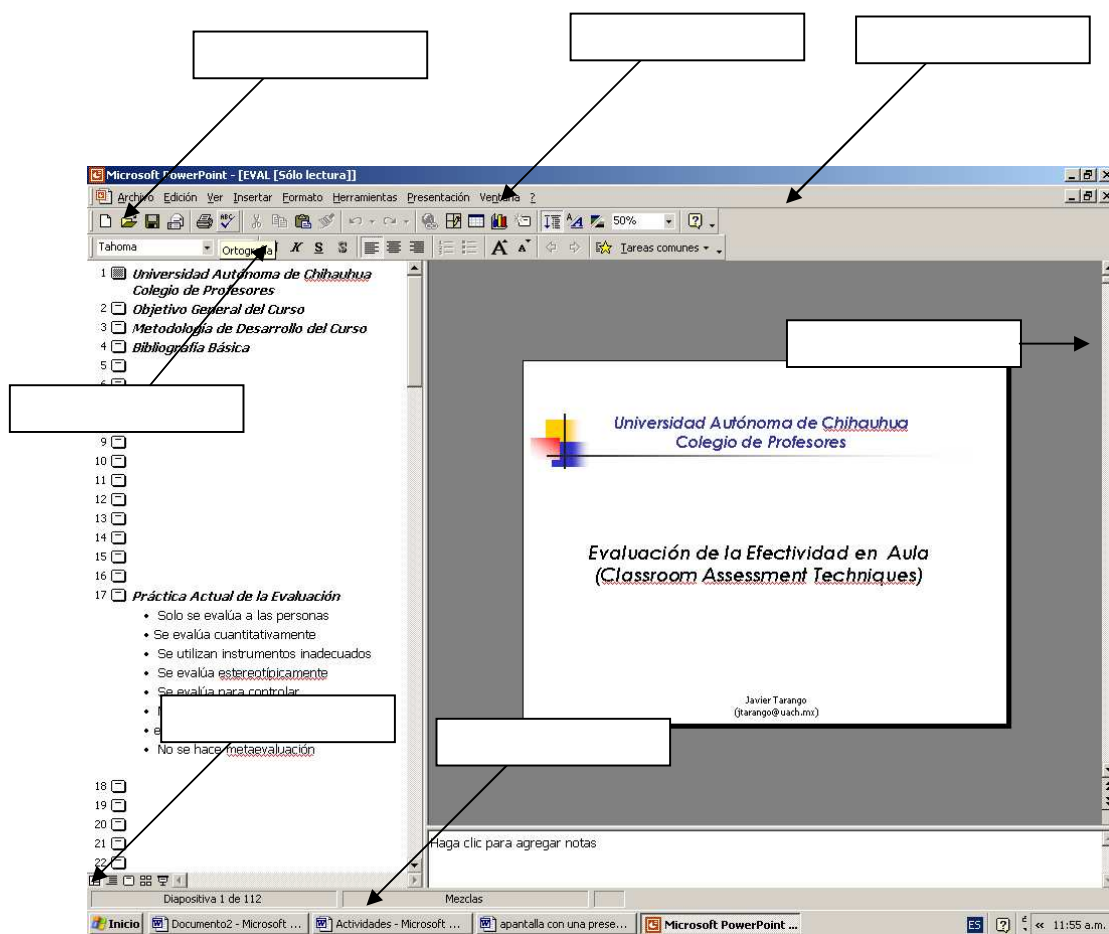 Microsoft PowerPoint - [EVAL [Sólo lectura]]
Archivo Edición Ver Insertar Formato Herramientas Presentación Ventana ?
50%
Tahoma
Ortografía
K S S
Tareas comunes
1 Universidad Autónoma de Chihauhua
Colegio de Profesores
2 Objetivo General del Curso
3 Metodología de Desarrollo del Curso
4 Bibliografía Básica
5
6
9
10
11
12
13
14
15
16
17 Práctica Actual de la Evaluación
• Solo se evalúa a las personas
• Se evalúa cuantitativamente
• Se utilizan instrumentos inadecuados
• Se evalúa estereotípicamente
• Se evalúa para controlar
• No se hace metaevaluación
18
19
20
21
22
Universidad Autónoma de Chihauhua
Colegio de Profesores
Evaluación de la Efectividad en Aula
(Classroom Assessment Techniques)
Javier Tarango
(jtarango@uach.mx)
Haga clic para agregar notas
Diapositiva 1 de 112 Mezclas
Inicio Documento2 - Microsoft ... Actividades - Microsoft ... apantalla con una prese... Microsoft PowerPoint ... ES 11:55 a.m.